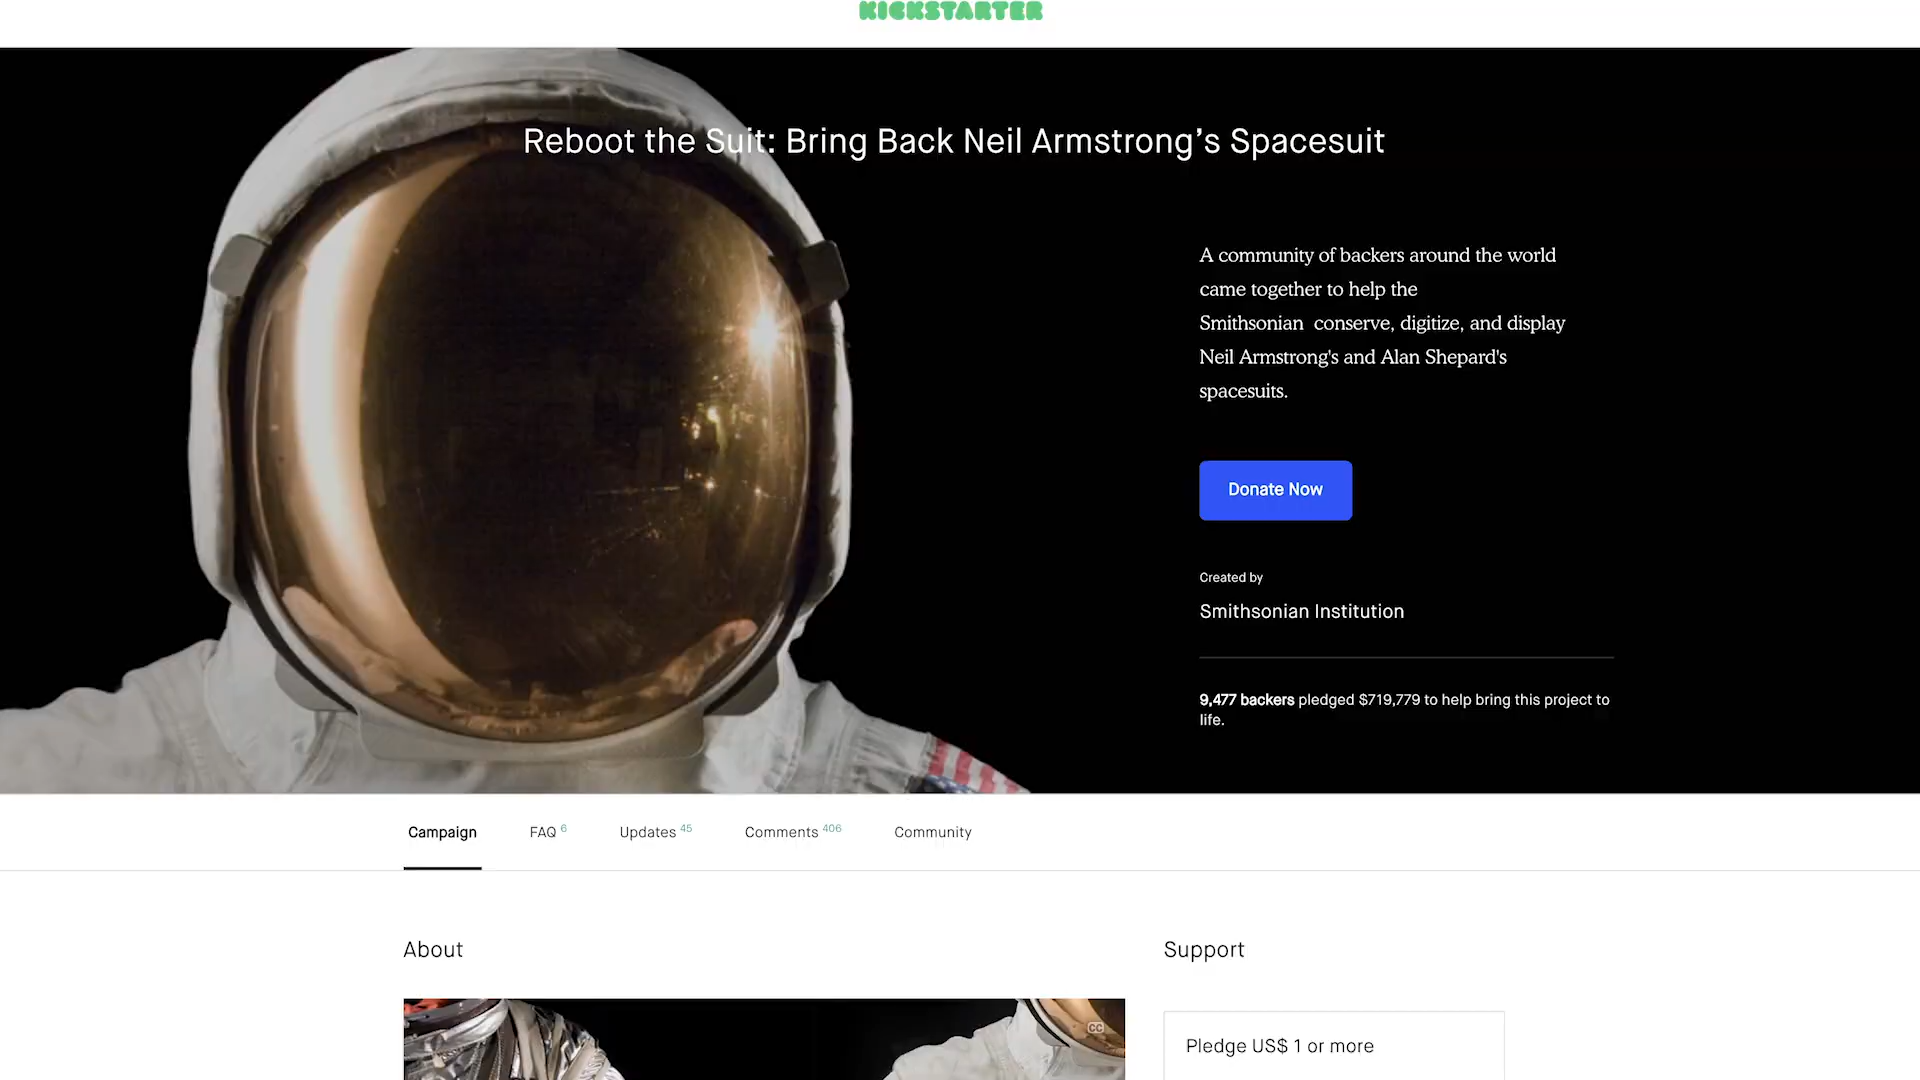 KICKSTARTER
Reboot the Suit: Bring Back Neil Armstrong’s Spacesuit
A community of backers around the world
came together to help the
Smithsonian conserve, digitize, and display
Neil Armstrong's and Alan Shepard's
spacesuits.
Donate Now
Created by
Smithsonian Institution
9,477 backers pledged $719,779 to help bring this project to
life.
Campaign FAQ 6 Updates 45 Comments 406 Community
About
Support
CC
Pledge US$ 1 or more